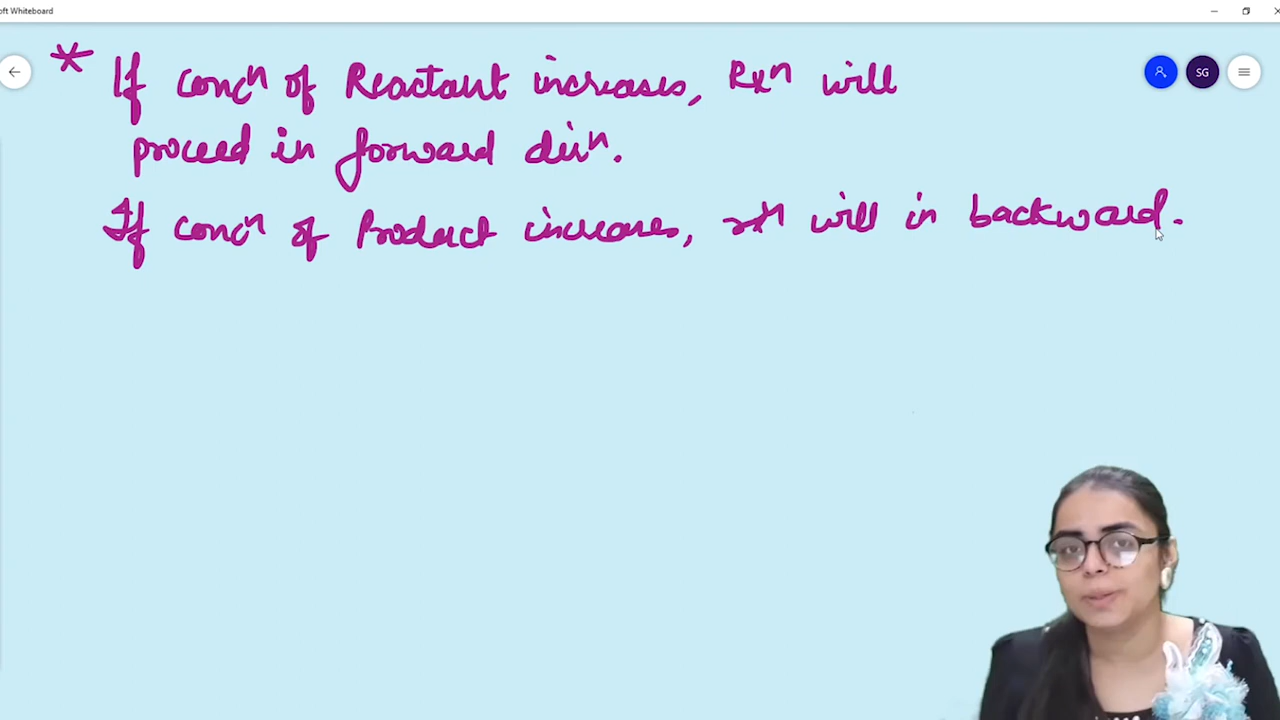 oft Whiteboard
SG
* If concⁿ of Reactant increases, Rxⁿ will
proceed in forward dirⁿ.
If concⁿ of Product increases, rxⁿ will in backward.